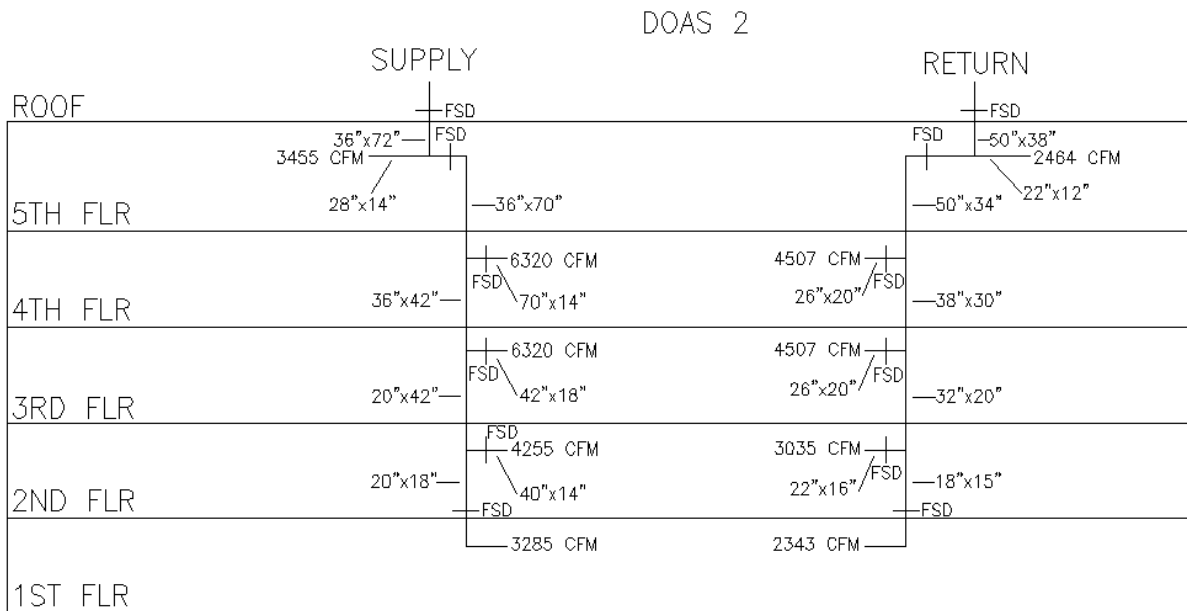 DOAS 2
SUPPLY RETURN
ROOF FSD FSD
36"x72" FSD FSD 50"x38"
3455 CFM 2464 CFM
28"x14" 22"x12"
5TH FLR 36"x70" 50"x34"
6320 CFM 4507 CFM
FSD FSD
36"x42" 70"x14" 26"x20" 38"x30"
4TH FLR
6320 CFM 4507 CFM
FSD FSD
20"x42" 42"x18" 26"x20" 32"x20"
3RD FLR
FSD
4255 CFM 3035 CFM
FSD
20"x18" 40"x14" 22"x16" 18"x15"
2ND FLR FSD FSD
3285 CFM 2343 CFM
1ST FLR